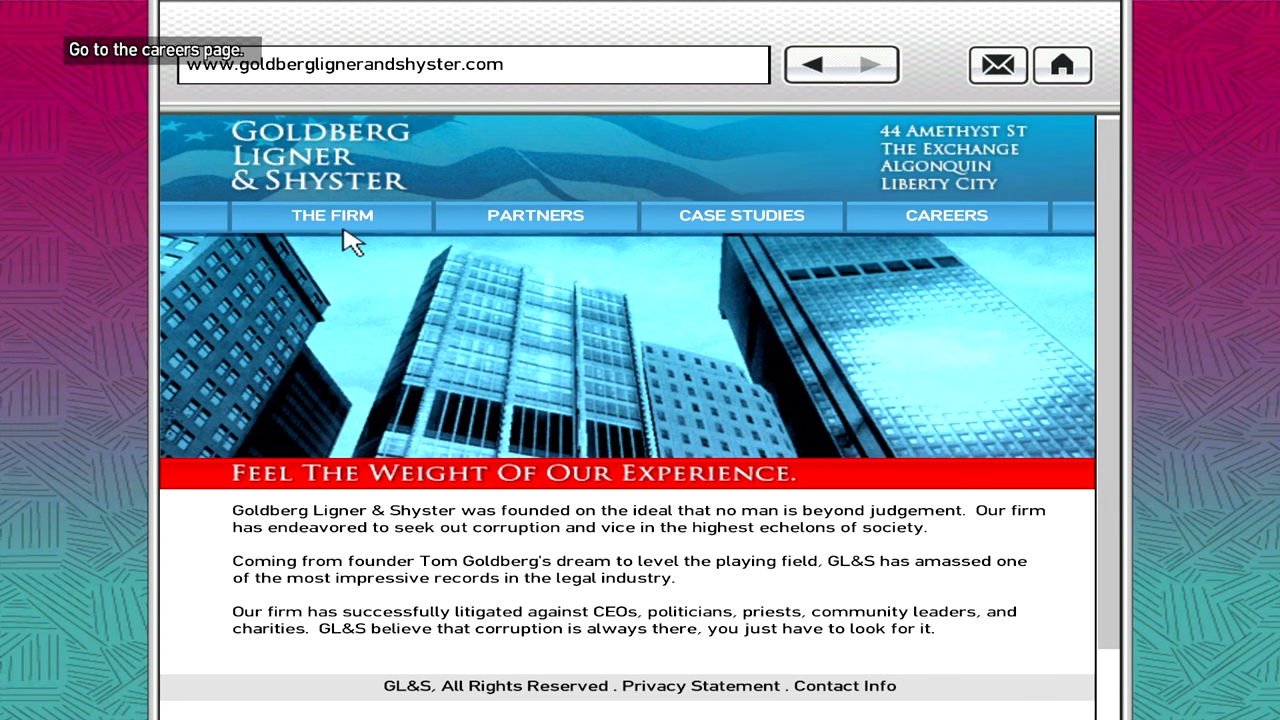 Go to the careers page.
www.goldberglignerandshyster.com
GOLDBERG
LIGNER
& SHYSTER
44 AMETHYST ST
THE EXCHANGE
ALGONQUIN
LIBERTY CITY
THE FIRM
PARTNERS
CASE STUDIES
CAREERS
FEEL THE WEIGHT OF OUR EXPERIENCE.
Goldberg Ligner & Shyster was founded on the ideal that no man is beyond judgement.  Our firm
has endeavored to seek out corruption and vice in the highest echelons of society.
Coming from founder Tom Goldberg's dream to level the playing field, GL&S has amassed one
of the most impressive records in the legal industry.
Our firm has successfully litigated against CEOs, politicians, priests, community leaders, and
charities.  GL&S believe that corruption is always there, you just have to look for it.
GL&S, All Rights Reserved . Privacy Statement . Contact Info